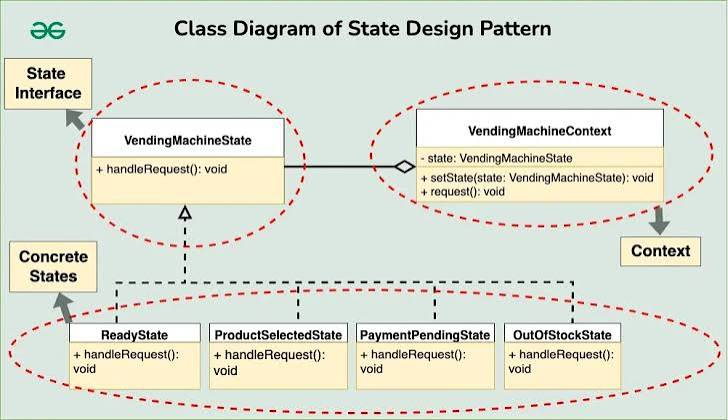 Class Diagram of State Design Pattern
State
Interface
VendingMachineState
+ handleRequest(): void
VendingMachineContext
- state: VendingMachineState
+ setState(state: VendingMachineState): void
+ request(): void
Context
Concrete
States
ReadyState
+ handleRequest():
void
ProductSelectedState
+ handleRequest():
void
PaymentPendingState
+ handleRequest():
void
OutOfStockState
+ handleRequest():
void